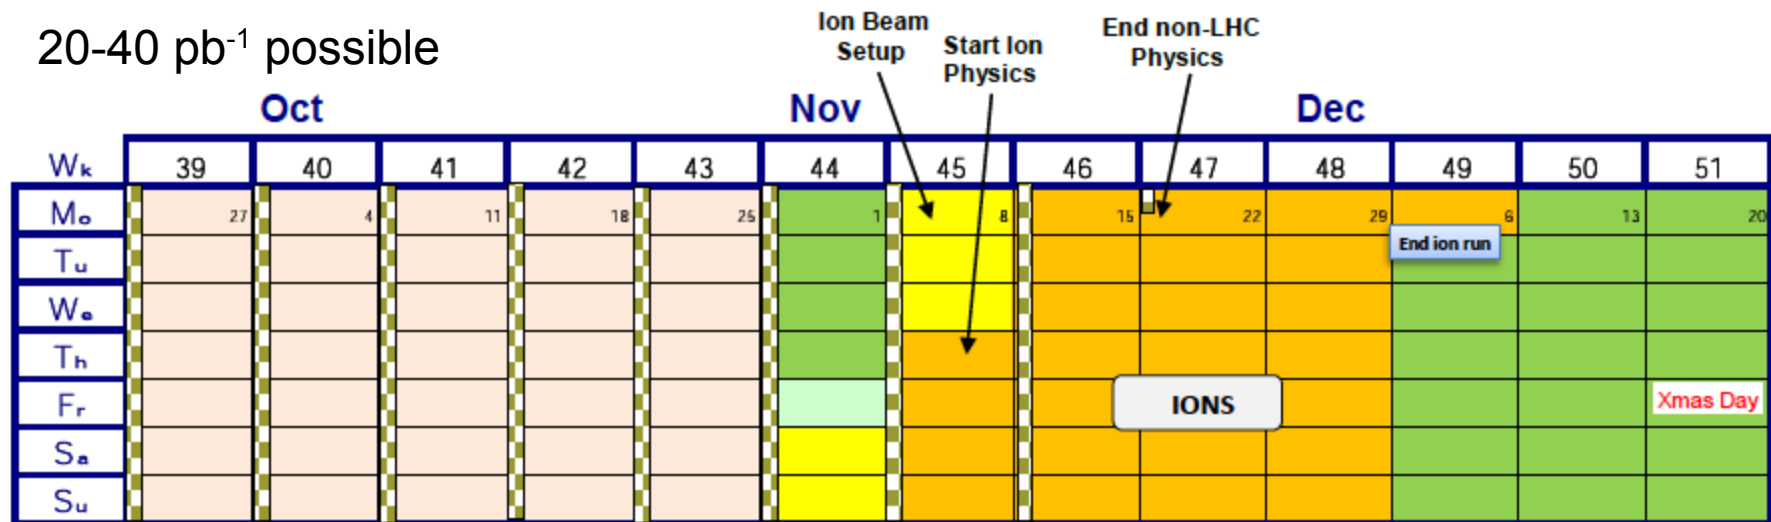 20-40 pb⁻¹ possible
Ion Beam
Setup
Start Ion
Physics
End non-LHC
Physics
Oct Nov Dec
Wk 39 40 41 42 43 44 45 46 47 48 49 50 51
Mo 27 4 11 18 25 1 8 15 22 29 6 13 20
Tu End ion run
We
Th
Fr IONS Xmas Day
Sa
Su